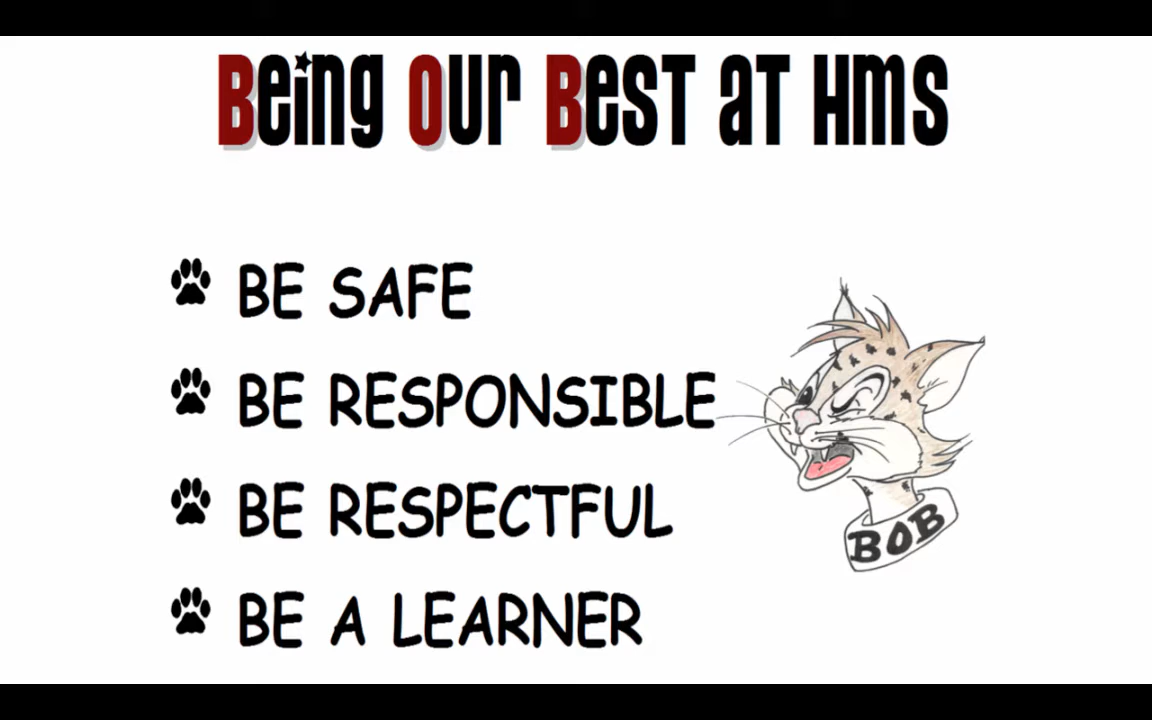 Being Our Best at HMS
BE SAFE
BE RESPONSIBLE
BE RESPECTFUL
BE A LEARNER
BOB